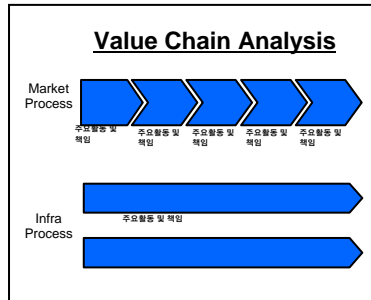 Value Chain Analysis
Market
Process
주요활동 및
책임
주요활동 및
책임
주요활동 및
책임
주요활동 및
책임
주요활동 및
책임
Infra
Process
주요활동 및 책임